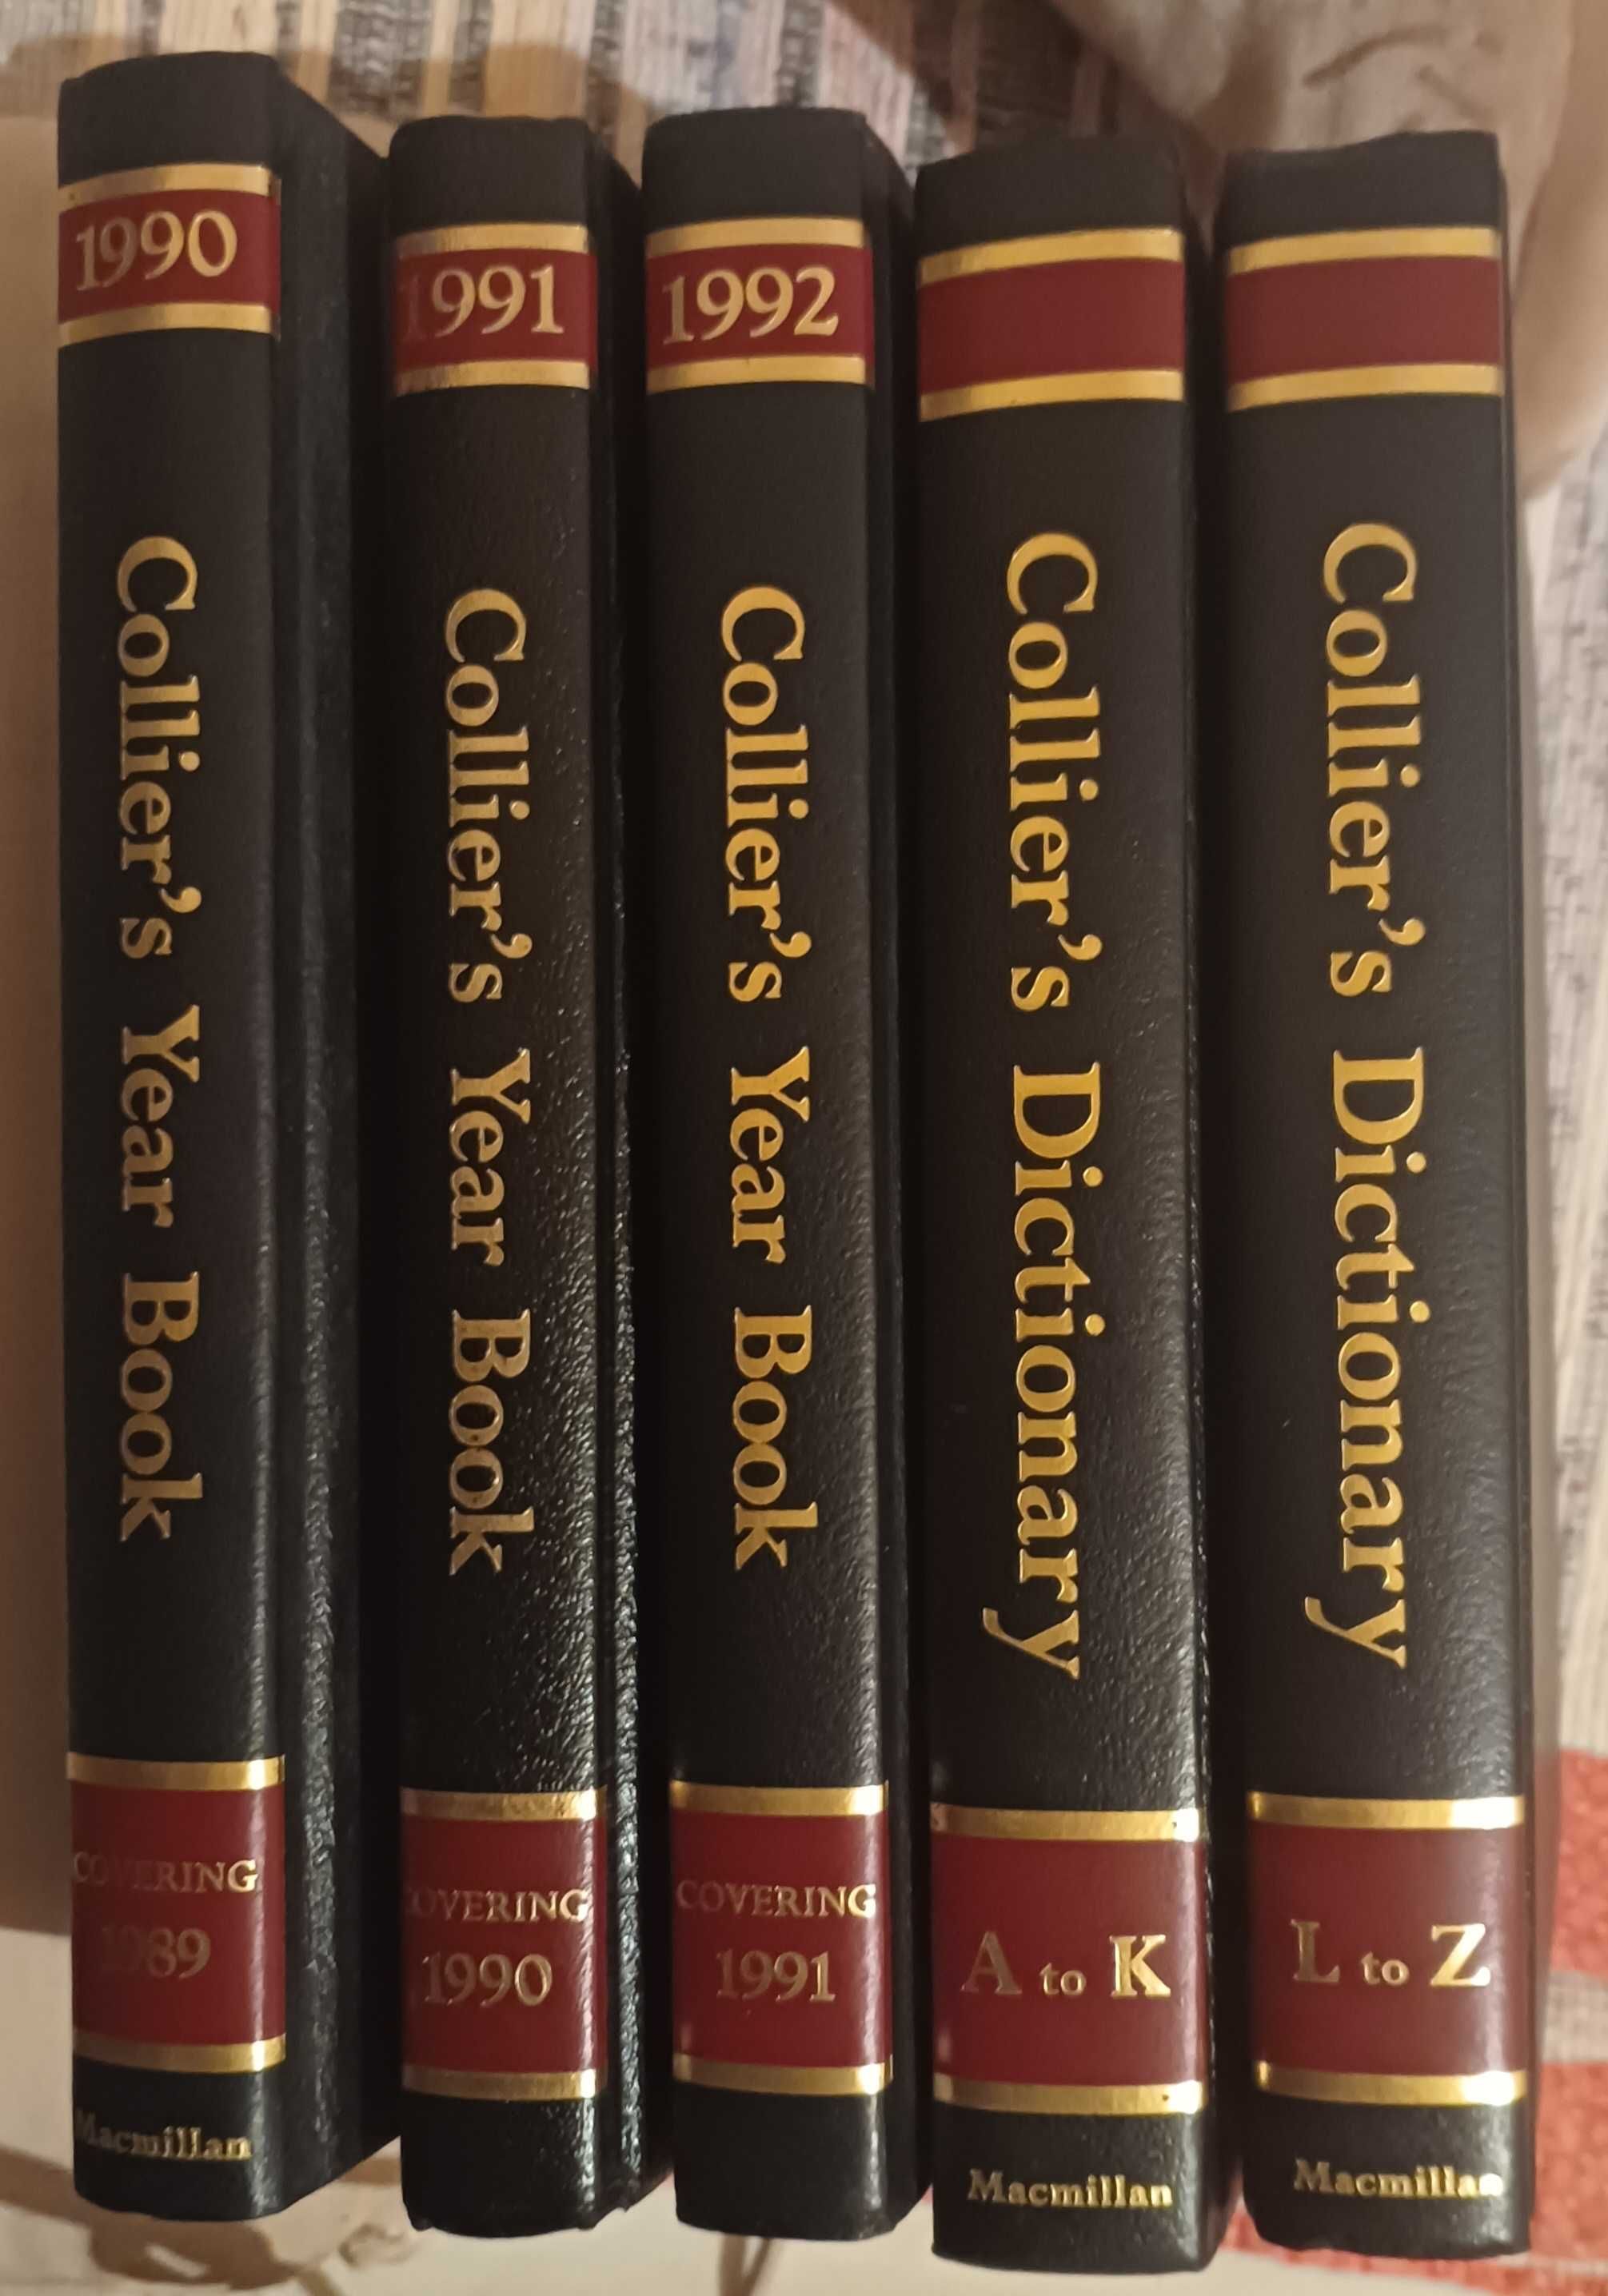 1990
Collier's Year Book
COVERING
1989
Macmillan
1991
Collier's Year Book
COVERING
1990
1992
Collier's Year Book
COVERING
1991
Collier's Dictionary
A to K
Macmillan
Collier's Dictionary
L to Z
Macmillan